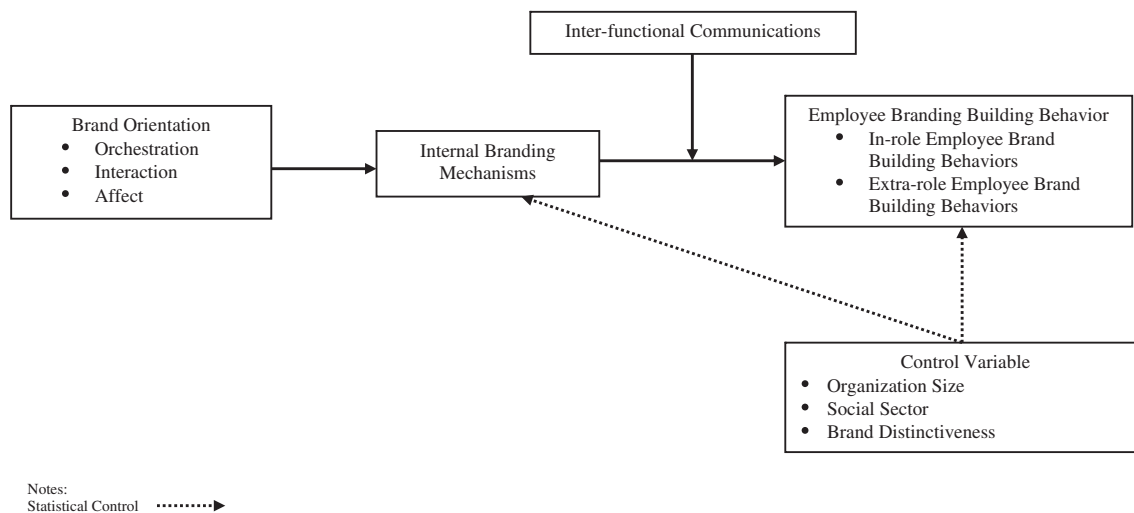 Inter-functional Communications
Brand Orientation
• Orchestration
• Interaction
• Affect
Internal Branding
Mechanisms
Employee Branding Building Behavior
• In-role Employee Brand
Building Behaviors
• Extra-role Employee Brand
Building Behaviors
Control Variable
• Organization Size
• Social Sector
• Brand Distinctiveness
Notes:
Statistical Control